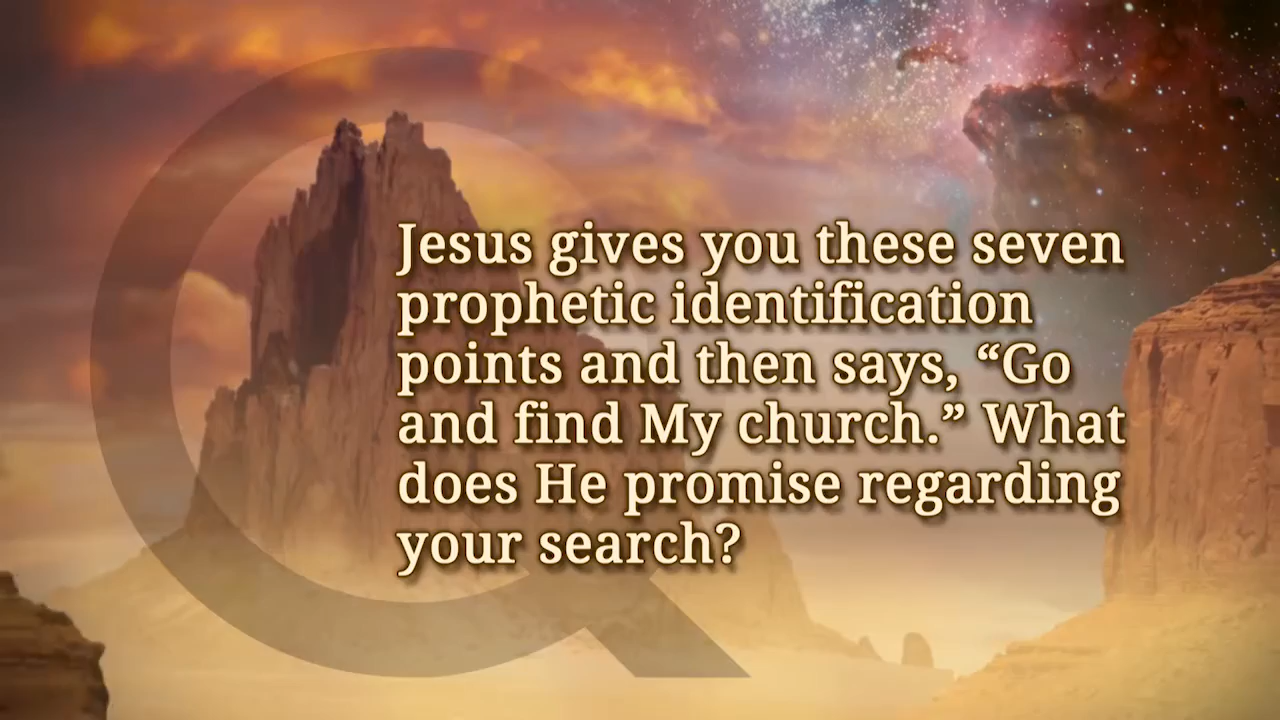 Jesus gives you these seven
prophetic identification
points and then says, “Go
and find My church.” What
does He promise regarding
your search?